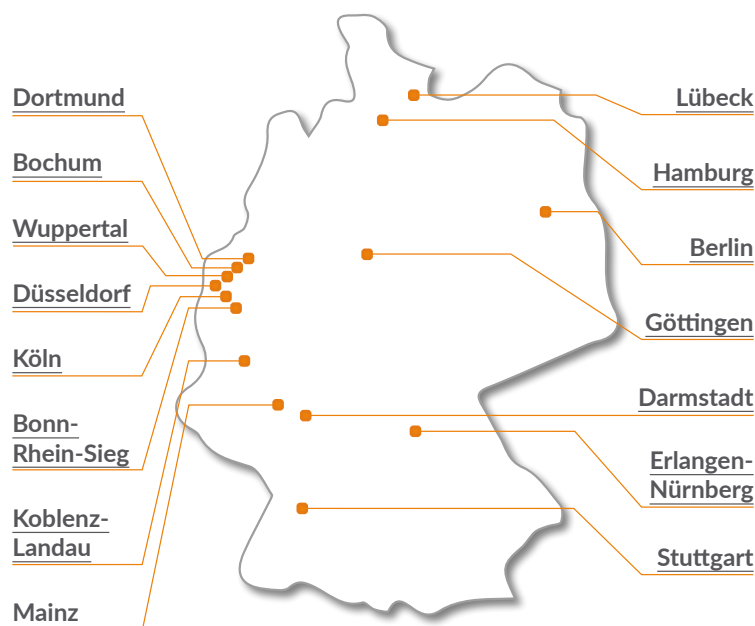 Dortmund
Bochum
Wuppertal
Düsseldorf
Köln
Bonn-
Rhein-Sieg
Koblenz-
Landau
Mainz
Lübeck
Hamburg
Berlin
Göttingen
Darmstadt
Erlangen-
Nürnberg
Stuttgart